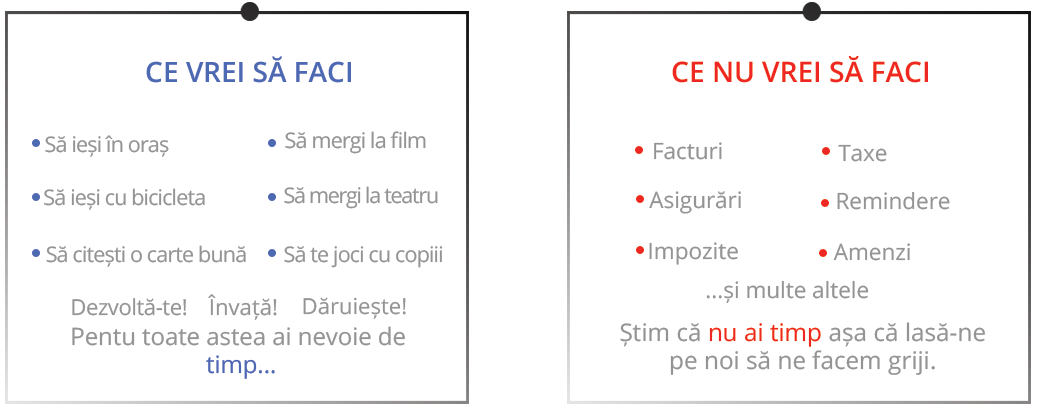 CE VREI SĂ FACI
• Să ieși în oraș
• Să mergi la film
• Să ieși cu bicicleta
• Să mergi la teatru
• Să citești o carte bună
• Să te joci cu copiii
Dezvoltă-te! Învață! Dăruiește!
Pentu toate astea ai nevoie de
timp...
CE NU VREI SĂ FACI
• Facturi
• Taxe
• Asigurări
• Remindere
• Impozite
• Amenzi
...și multe altele
Știm că nu ai timp așa că lasă-ne
pe noi să ne facem griji.